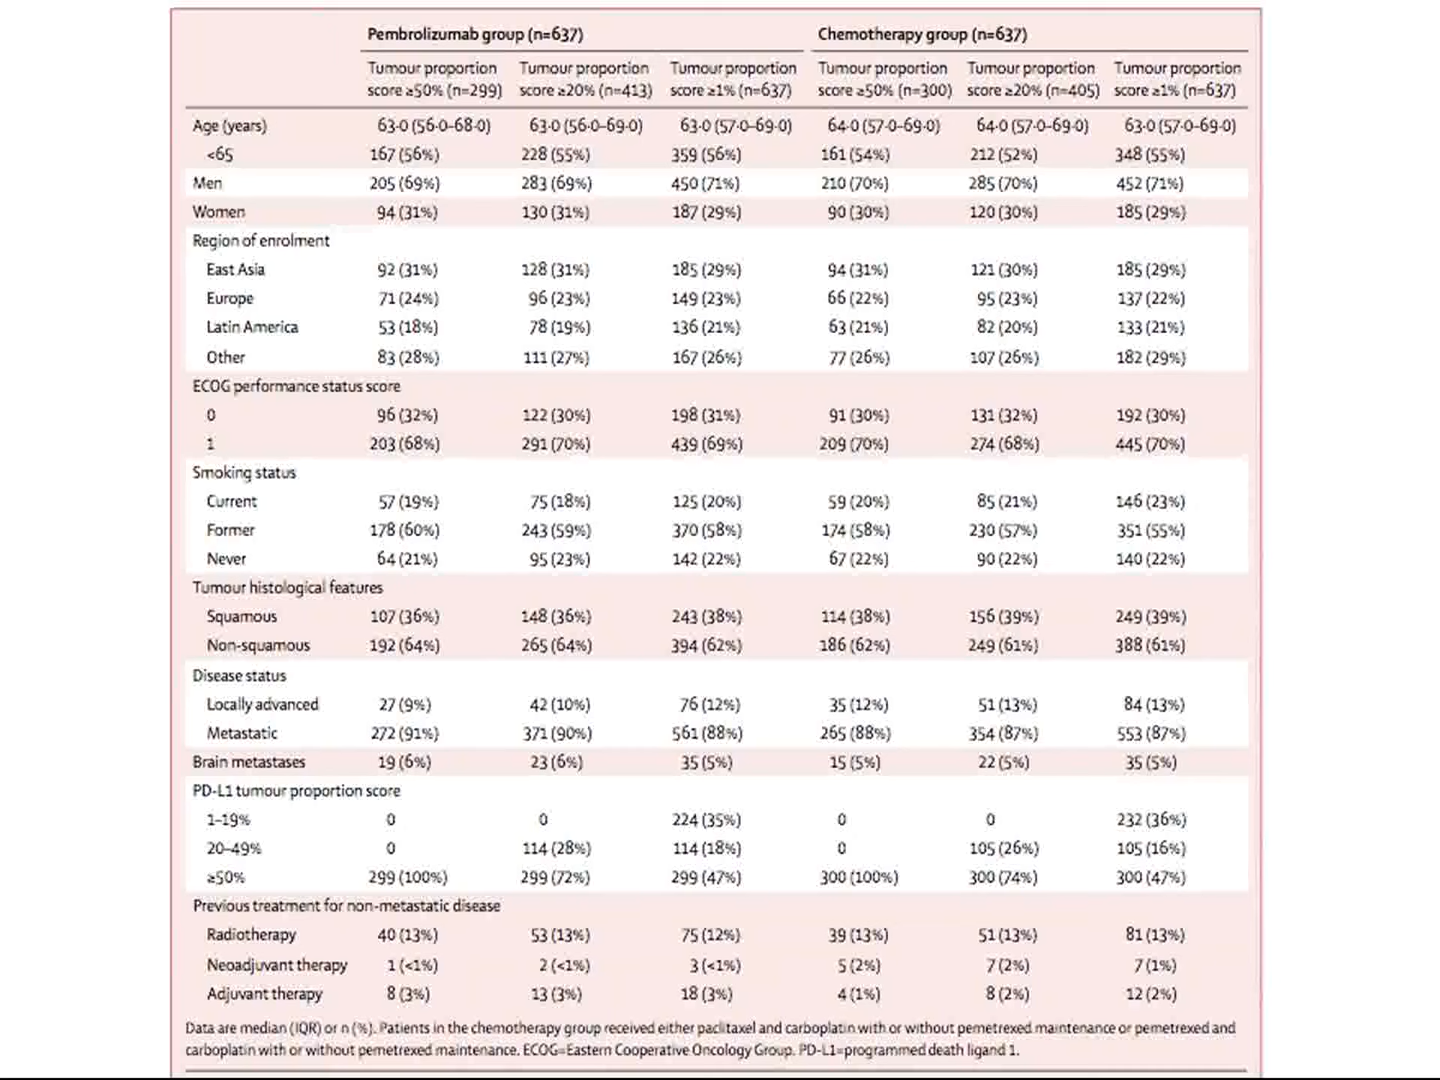 Pembrolizumab group (n=637) Chemotherapy group (n=637)
Tumour proportion score ≥50% (n=299) Tumour proportion score ≥20% (n=413) Tumour proportion score ≥1% (n=637) Tumour proportion score ≥50% (n=300) Tumour proportion score ≥20% (n=405) Tumour proportion score ≥1% (n=637)
Age (years) 63·0 (56·0–68·0) 63·0 (56·0–69·0) 63·0 (57·0–69·0) 64·0 (57·0–69·0) 64·0 (57·0–69·0) 63·0 (57·0–69·0)
<65 167 (56%) 228 (55%) 359 (56%) 161 (54%) 212 (52%) 348 (55%)
Men 205 (69%) 283 (69%) 450 (71%) 210 (70%) 285 (70%) 452 (71%)
Women 94 (31%) 130 (31%) 187 (29%) 90 (30%) 120 (30%) 185 (29%)
Region of enrolment
East Asia 92 (31%) 128 (31%) 185 (29%) 94 (31%) 121 (30%) 185 (29%)
Europe 71 (24%) 96 (23%) 149 (23%) 66 (22%) 95 (23%) 137 (22%)
Latin America 53 (18%) 78 (19%) 136 (21%) 63 (21%) 82 (20%) 133 (21%)
Other 83 (28%) 111 (27%) 167 (26%) 77 (26%) 107 (26%) 182 (29%)
ECOG performance status score
0 96 (32%) 122 (30%) 198 (31%) 91 (30%) 131 (32%) 192 (30%)
1 203 (68%) 291 (70%) 439 (69%) 209 (70%) 274 (68%) 445 (70%)
Smoking status
Current 57 (19%) 75 (18%) 125 (20%) 59 (20%) 85 (21%) 146 (23%)
Former 178 (60%) 243 (59%) 370 (58%) 174 (58%) 230 (57%) 351 (55%)
Never 64 (21%) 95 (23%) 142 (22%) 67 (22%) 90 (22%) 140 (22%)
Tumour histological features
Squamous 107 (36%) 148 (36%) 243 (38%) 114 (38%) 156 (39%) 249 (39%)
Non-squamous 192 (64%) 265 (64%) 394 (62%) 186 (62%) 249 (61%) 388 (61%)
Disease status
Locally advanced 27 (9%) 42 (10%) 76 (12%) 35 (12%) 51 (13%) 84 (13%)
Metastatic 272 (91%) 371 (90%) 561 (88%) 265 (88%) 354 (87%) 553 (87%)
Brain metastases 19 (6%) 23 (6%) 35 (5%) 15 (5%) 22 (5%) 35 (5%)
PD-L1 tumour proportion score
1–19% 0 0 224 (35%) 0 0 232 (36%)
20–49% 0 114 (28%) 114 (18%) 0 105 (26%) 105 (16%)
≥50% 299 (100%) 299 (72%) 299 (47%) 300 (100%) 300 (74%) 300 (47%)
Previous treatment for non-metastatic disease
Radiotherapy 40 (13%) 53 (13%) 75 (12%) 39 (13%) 51 (13%) 81 (13%)
Neoadjuvant therapy 1 (<1%) 2 (<1%) 3 (<1%) 5 (2%) 7 (2%) 7 (1%)
Adjuvant therapy 8 (3%) 13 (3%) 18 (3%) 4 (1%) 8 (2%) 12 (2%)
Data are median (IQR) or n (%). Patients in the chemotherapy group received either paclitaxel and carboplatin with or without pemetrexed maintenance or pemetrexed and
carboplatin with or without pemetrexed maintenance. ECOG=Eastern Cooperative Oncology Group. PD-L1=programmed death ligand 1.